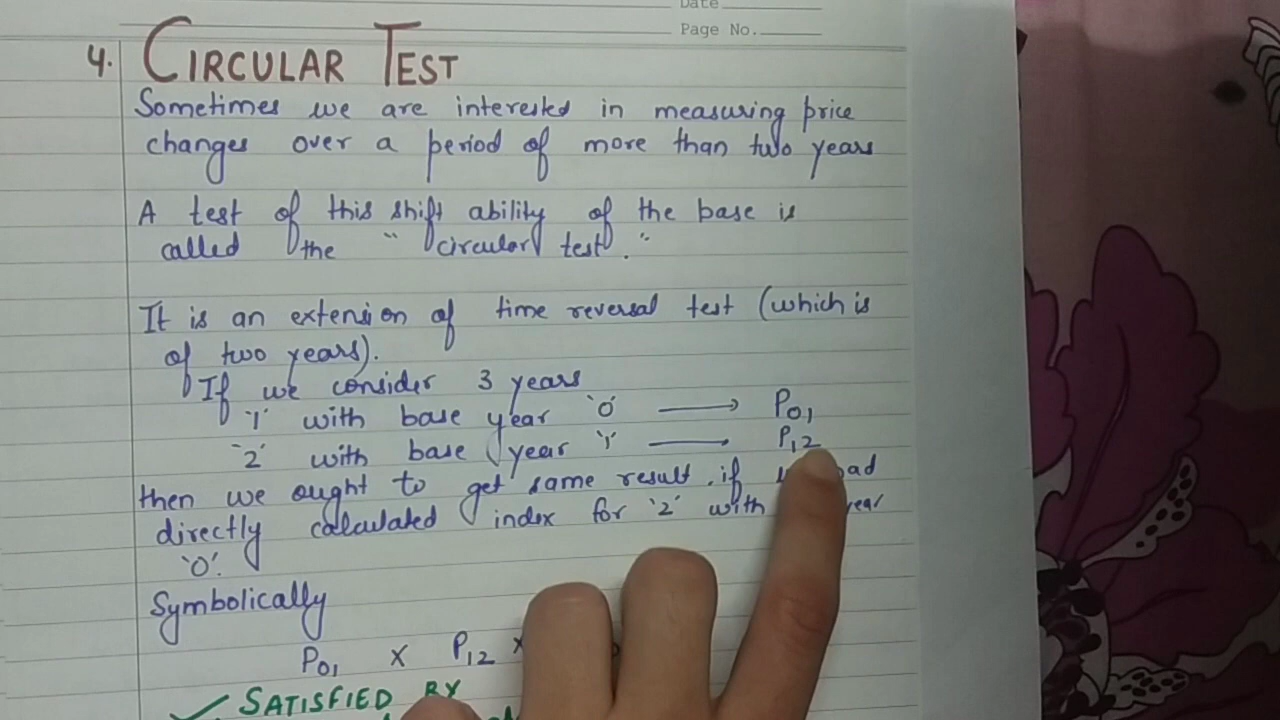 Date
Page No.
4. CIRCULAR TEST
Sometimes we are interested in measuring price
changes over a period of more than two years
A test of this shift ability of the base is
called the " circular test."
It is an extension of time reversal test (which is
of two years).
If we consider 3 years
'1' with base year '0' → P01
'2' with base year '1' → P12
then we ought to get same result, if had
directly calculated index for '2' with year
'0'.
Symbolically
P01 × P12 ×
✓ SATISFIED BY